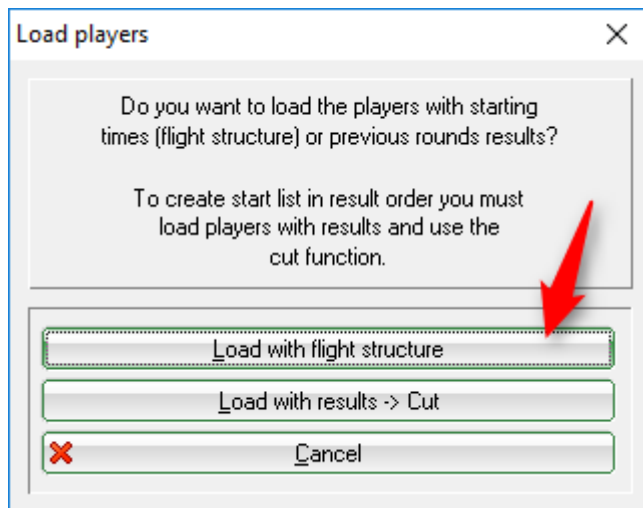 Load players
Do you want to load the players with starting
times (flight structure) or previous rounds results?
To create start list in result order you must
load players with results and use the
cut function.
Load with flight structure
Load with results -> Cut
Cancel